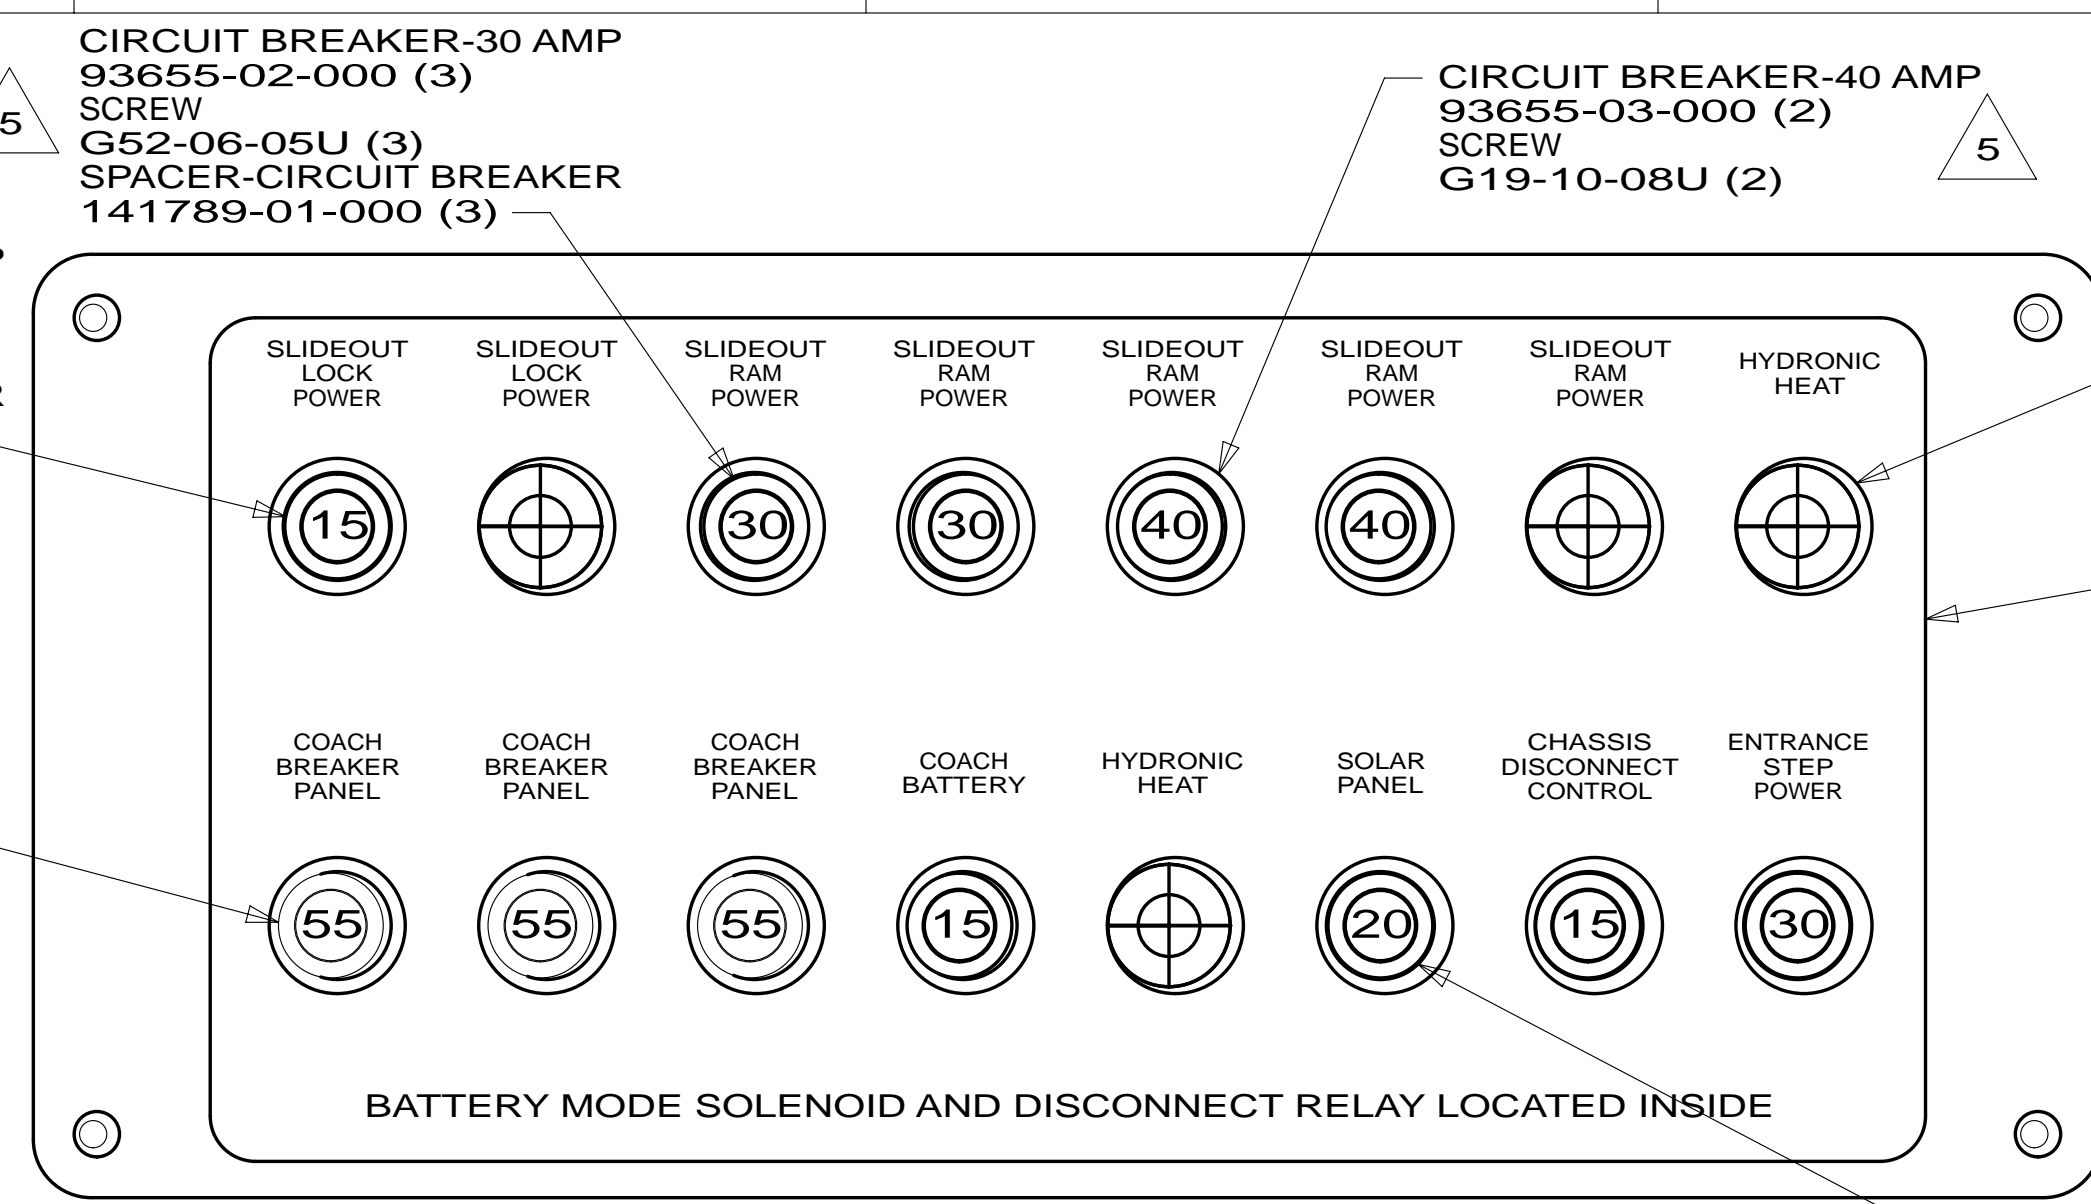 CIRCUIT BREAKER-30 AMP
93655-02-000 (3)
SCREW
G52-06-05U (3)
SPACER-CIRCUIT BREAKER
141789-01-000 (3)
5
CIRCUIT BREAKER-40 AMP
93655-03-000 (2)
SCREW
G19-10-08U (2)
5
P
R
SLIDEOUT
LOCK
POWER
SLIDEOUT
LOCK
POWER
SLIDEOUT
RAM
POWER
SLIDEOUT
RAM
POWER
SLIDEOUT
RAM
POWER
SLIDEOUT
RAM
POWER
SLIDEOUT
RAM
POWER
HYDRONIC
HEAT
15
30
30
40
40
COACH
BREAKER
PANEL
COACH
BREAKER
PANEL
COACH
BREAKER
PANEL
COACH
BATTERY
HYDRONIC
HEAT
SOLAR
PANEL
CHASSIS
DISCONNECT
CONTROL
ENTRANCE
STEP
POWER
55
55
55
15
20
15
30
BATTERY MODE SOLENOID AND DISCONNECT RELAY LOCATED INSIDE